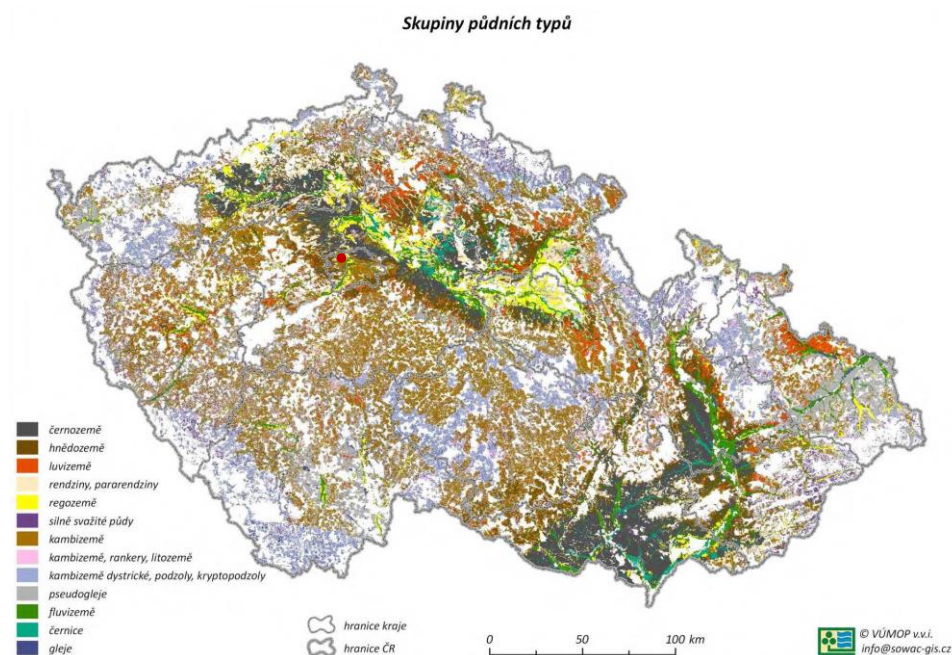 Skupiny půdních typů
černozemě
hnědozemě
luvizemě
rendziny, pararendziny
regozemě
silně svažité půdy
kambizemě
kambizemě, rankery, litozemě
kambizemě dystrické, podzoly, kryptopodzoly
pseudogleje
fluvizemě
černice
gleje
hranice kraje
hranice ČR
0 50 100 km
© VÚMOP v.v.i.
info@sowac-gis.cz